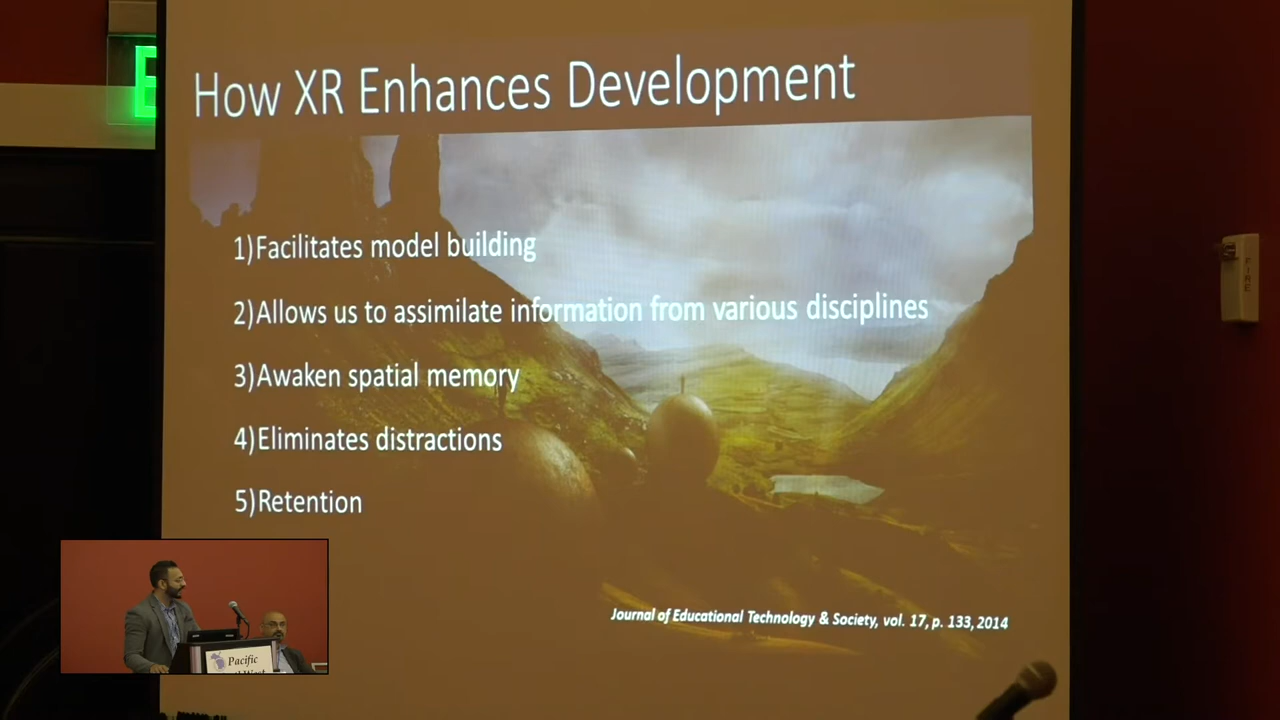 How XR Enhances Development
1)Facilitates model building
2)Allows us to assimilate information from various disciplines
3)Awaken spatial memory
4)Eliminates distractions
5)Retention
Journal of Educational Technology & Society, vol. 17, p. 133, 2014
Pacific
FIRE
E